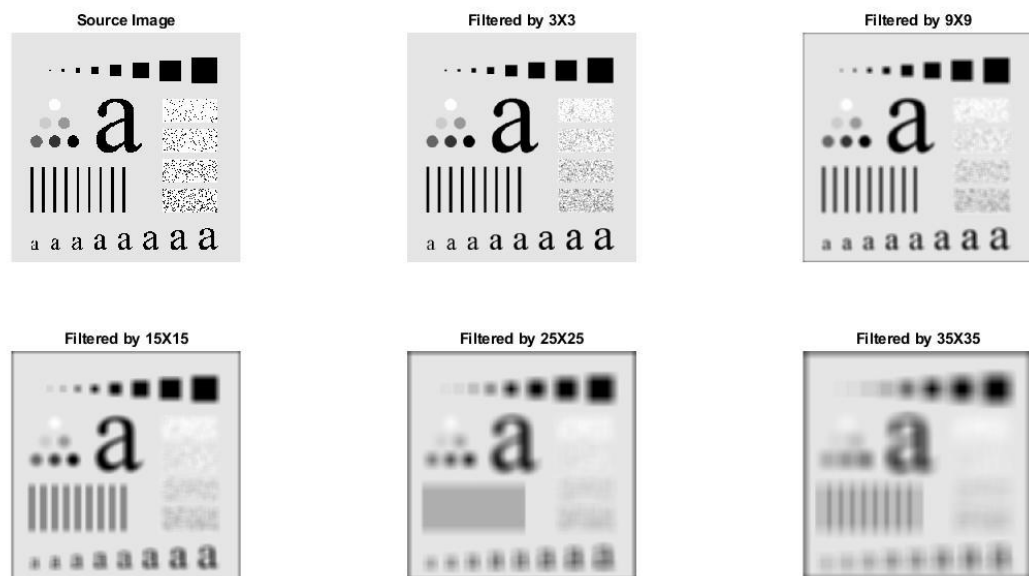 Source Image
a
a a a a a a a a
Filtered by 3X3
a
a a a a a a a a
Filtered by 9X9
a
a a a a a a a a
Filtered by 15X15
a
a a a a a a a a
Filtered by 25X25
a
a a a a a a a a
Filtered by 35X35
a
a a a a a a a a